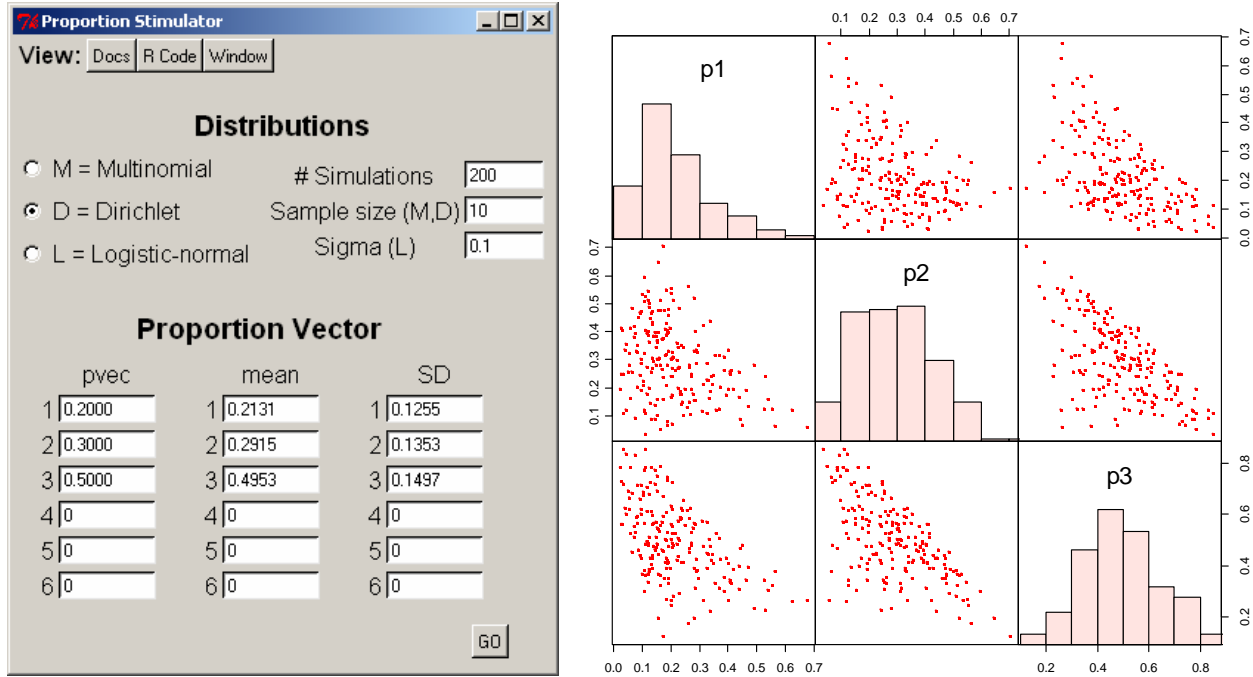 Proportion Stimulator
View: Docs R Code Window
Distributions
M = Multinomial
D = Dirichlet
L = Logistic-normal
# Simulations 200
Sample size (M,D) 10
Sigma (L) 0.1
Proportion Vector
pvec mean SD
1 0.2000 1 0.2131 1 0.1255
2 0.3000 2 0.2915 2 0.1353
3 0.5000 3 0.4953 3 0.1497
4 0 4 0 4 0
5 0 5 0 5 0
6 0 6 0 6 0
GO
0.1 0.2 0.3 0.4 0.5 0.6 0.7
p1
0.0 0.1 0.2 0.3 0.4 0.5 0.6 0.7
0.1 0.2 0.3 0.4 0.5 0.6 0.7
p2
p3
0.2 0.4 0.6 0.8
0.0 0.1 0.2 0.3 0.4 0.5 0.6 0.7
0.2 0.4 0.6 0.8